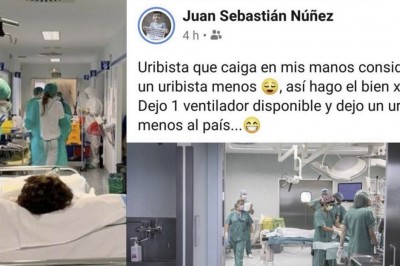 Juan Sebastián Núñez
4 h
Uribista que caiga en mis manos consid
un uribista menos 😌, así hago el bien x
Dejo 1 ventilador disponible y dejo un ur
menos al país...😁